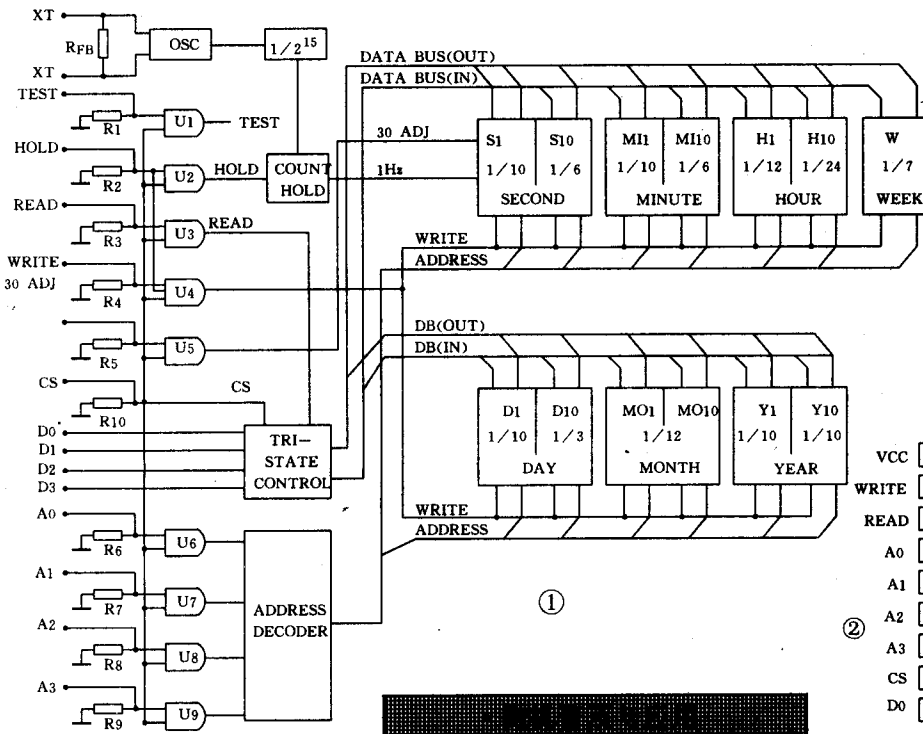 XT
RFB
OSC
1/2¹⁵
XT
TEST
R1
U1
TEST
HOLD
R2
U2
HOLD
COUNT
HOLD
READ
R3
U3
READ
WRITE
30 ADJ
R4
U4
R5
U5
CS
R10
CS
D0
D1
D2
D3
TRI-
STATE
CONTROL
A0
R6
U6
A1
R7
U7
A2
R8
U8
A3
R9
U9
ADDRESS
DECODER
DATA BUS(OUT)
DATA BUS(IN)
30 ADJ
1Hz
S1 S10
1/10 1/6
SECOND
MI1 MI10
1/10 1/6
MINUTE
H1 H10
1/12 1/24
HOUR
W
1/7
WEEK
WRITE
ADDRESS
DB(OUT)
DB(IN)
D1 D10
1/10 1/3
DAY
MO1 MO10
1/12
MONTH
Y1 Y10
1/10 1/10
YEAR
WRITE
ADDRESS
①
②
VCC
WRITE
READ
A0
A1
A2
A3
CS
D0